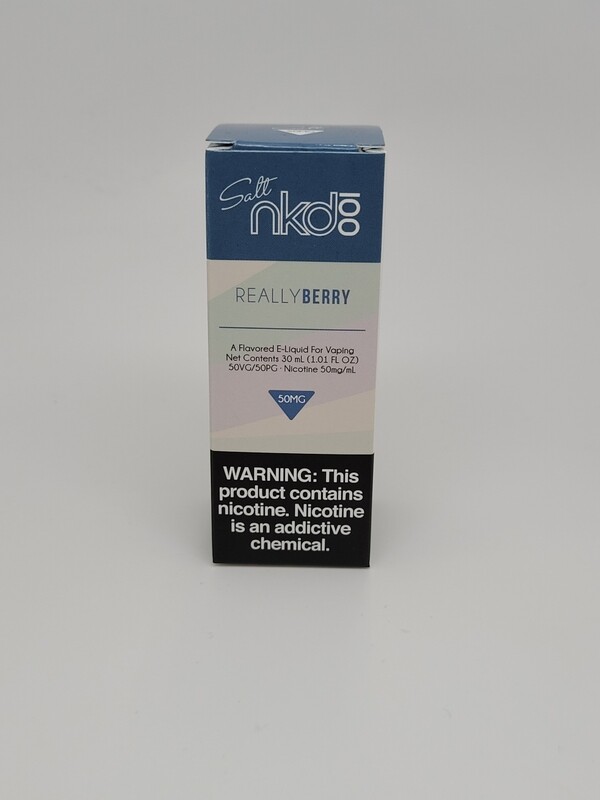 Salt
nkd 100
REALLYBERRY
A Flavored E-Liquid For Vaping
Net Contents 30 mL (1.01 FL OZ)
50VG/50PG · Nicotine 50mg/mL
50MG
WARNING: This
product contains
nicotine. Nicotine
is an addictive
chemical.